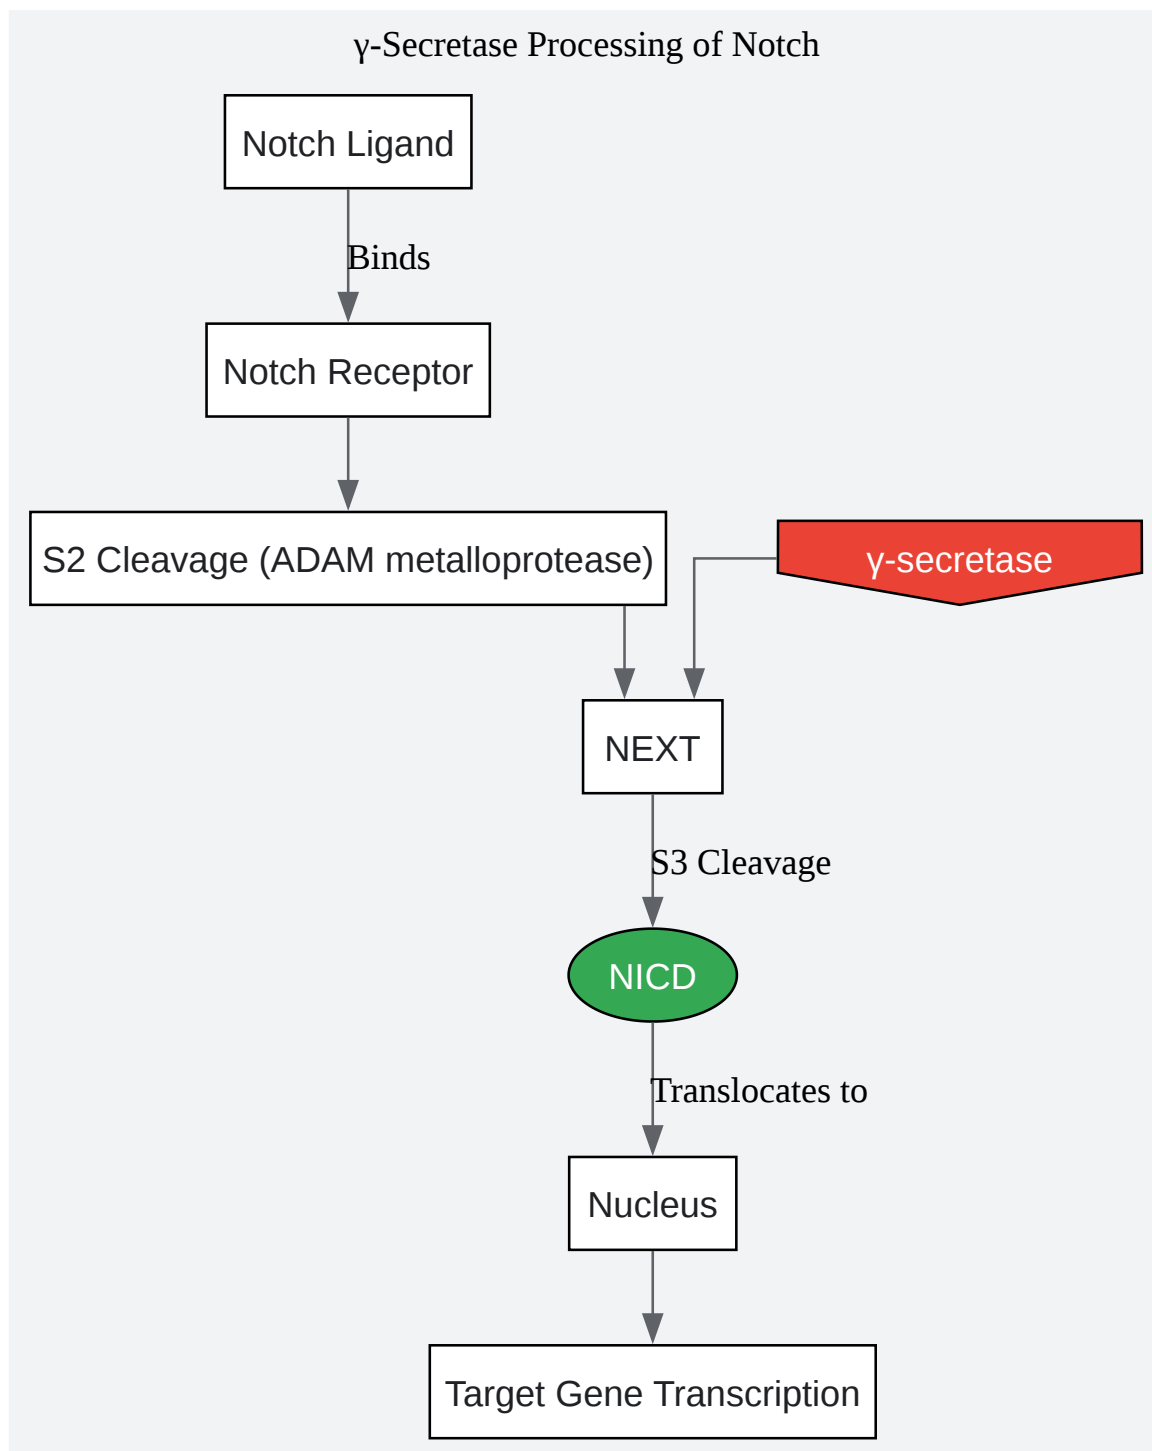 γ-Secretase Processing of Notch
Notch Ligand
Binds
Notch Receptor
S2 Cleavage (ADAM metalloprotease)
γ-secretase
NEXT
S3 Cleavage
NICD
Translocates to
Nucleus
Target Gene Transcription